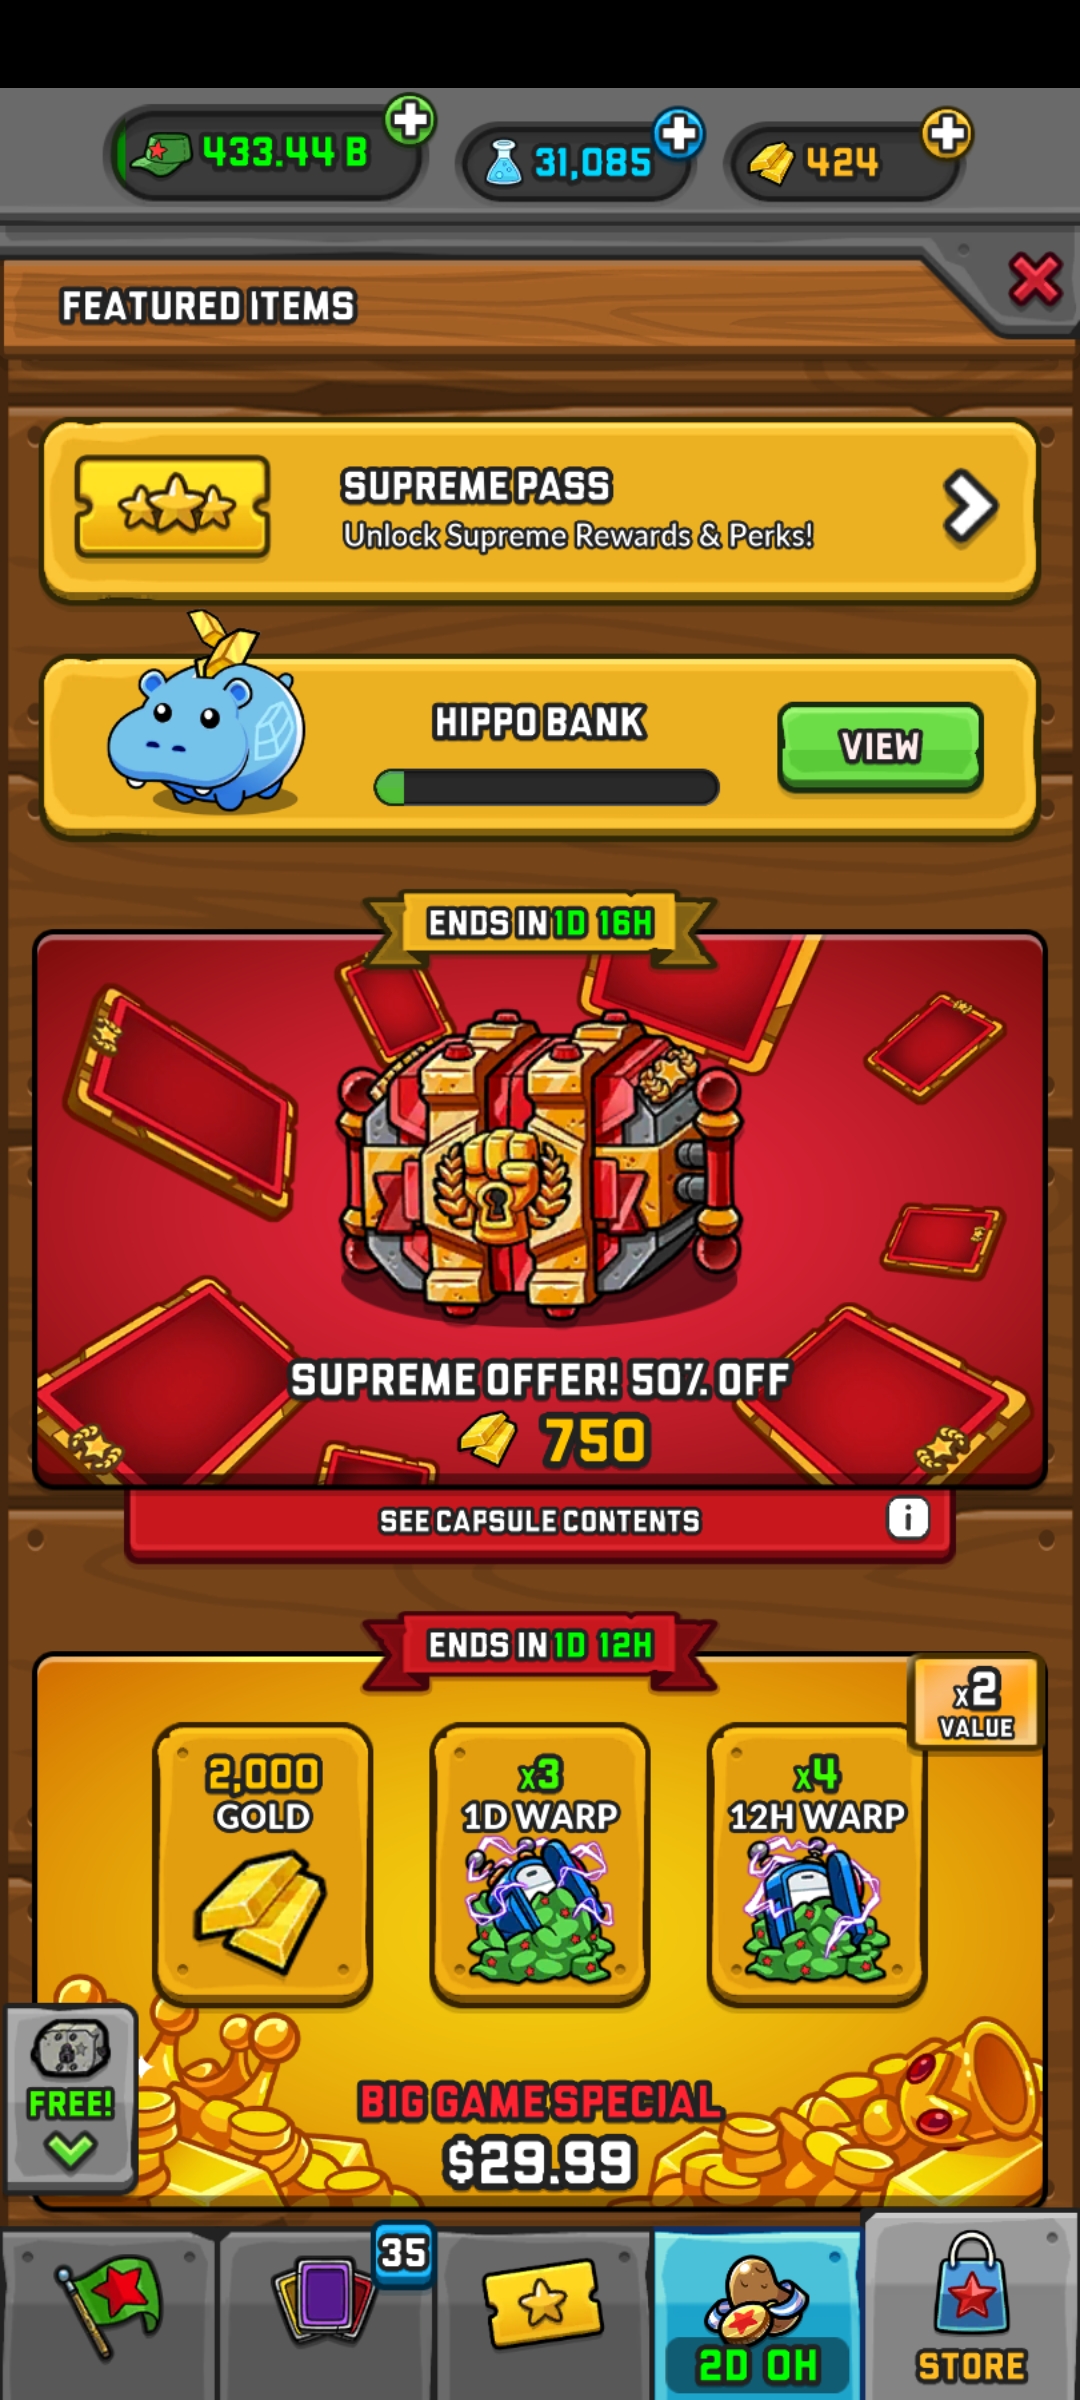 433.44 B
31,085
424
FEATURED ITEMS
SUPREME PASS
Unlock Supreme Rewards & Perks!
HIPPO BANK
VIEW
ENDS IN 1D 16H
SUPREME OFFER! 50% OFF
750
SEE CAPSULE CONTENTS
i
ENDS IN 1D 12H
x2
VALUE
2,000
GOLD
x3
1D WARP
x4
12H WARP
FREE!
BIG GAME SPECIAL
$29.99
35
2D 0H
STORE